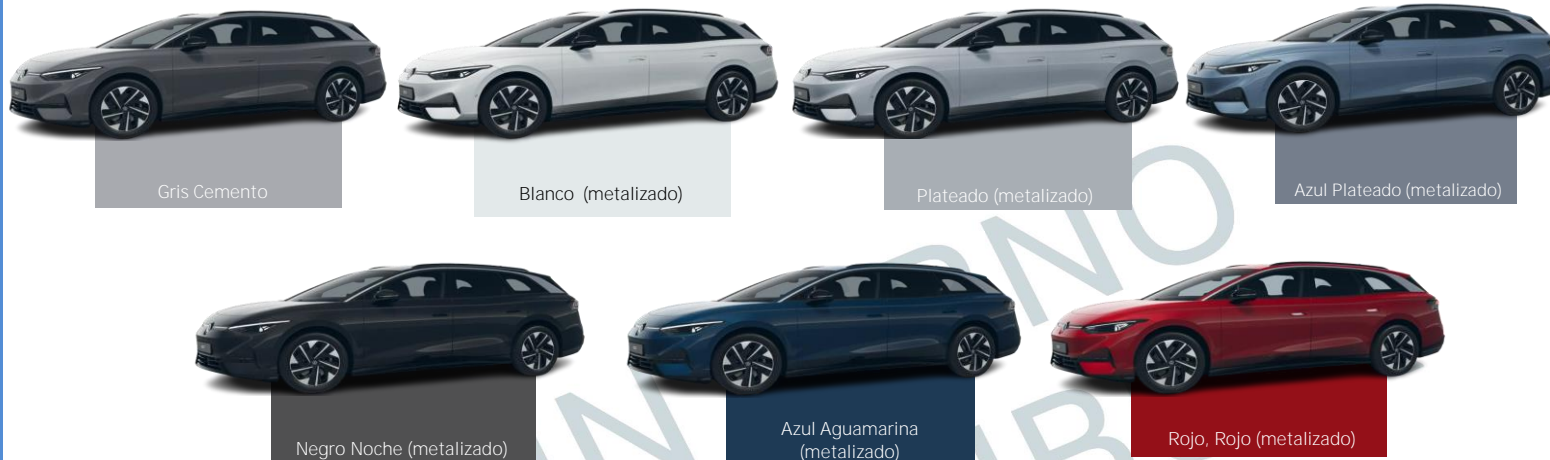 Gris Cemento
Blanco (metalizado)
Plateado (metalizado)
Azul Plateado (metalizado)
Negro Noche (metalizado)
Azul Aguamarina
(metalizado)
Rojo, Rojo (metalizado)